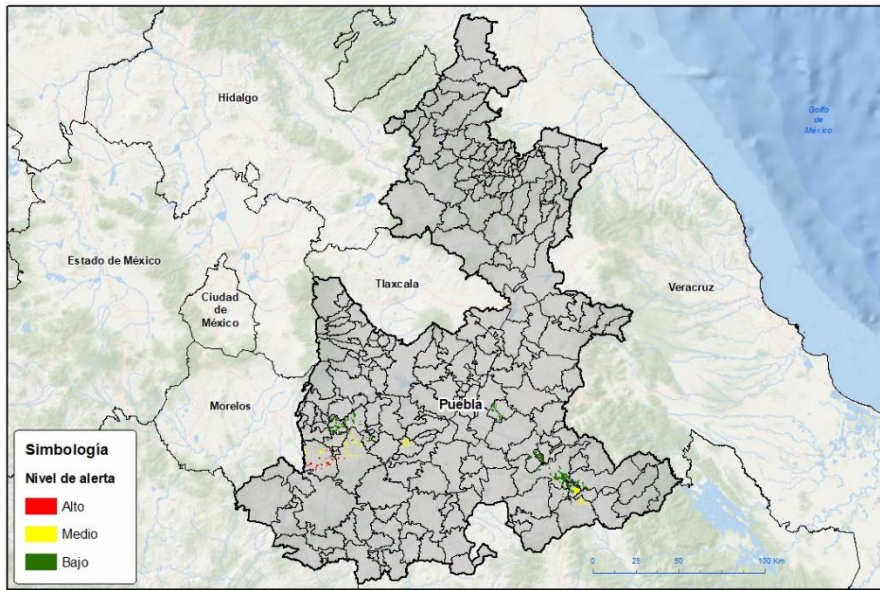 Hidalgo
Golfo
de
México
Estado de México
Tlaxcala
Veracruz
Ciudad
de
México
Morelos
Puebla
Simbología
Nivel de alerta
Alto
Medio
Bajo
0 25 50 100 Km